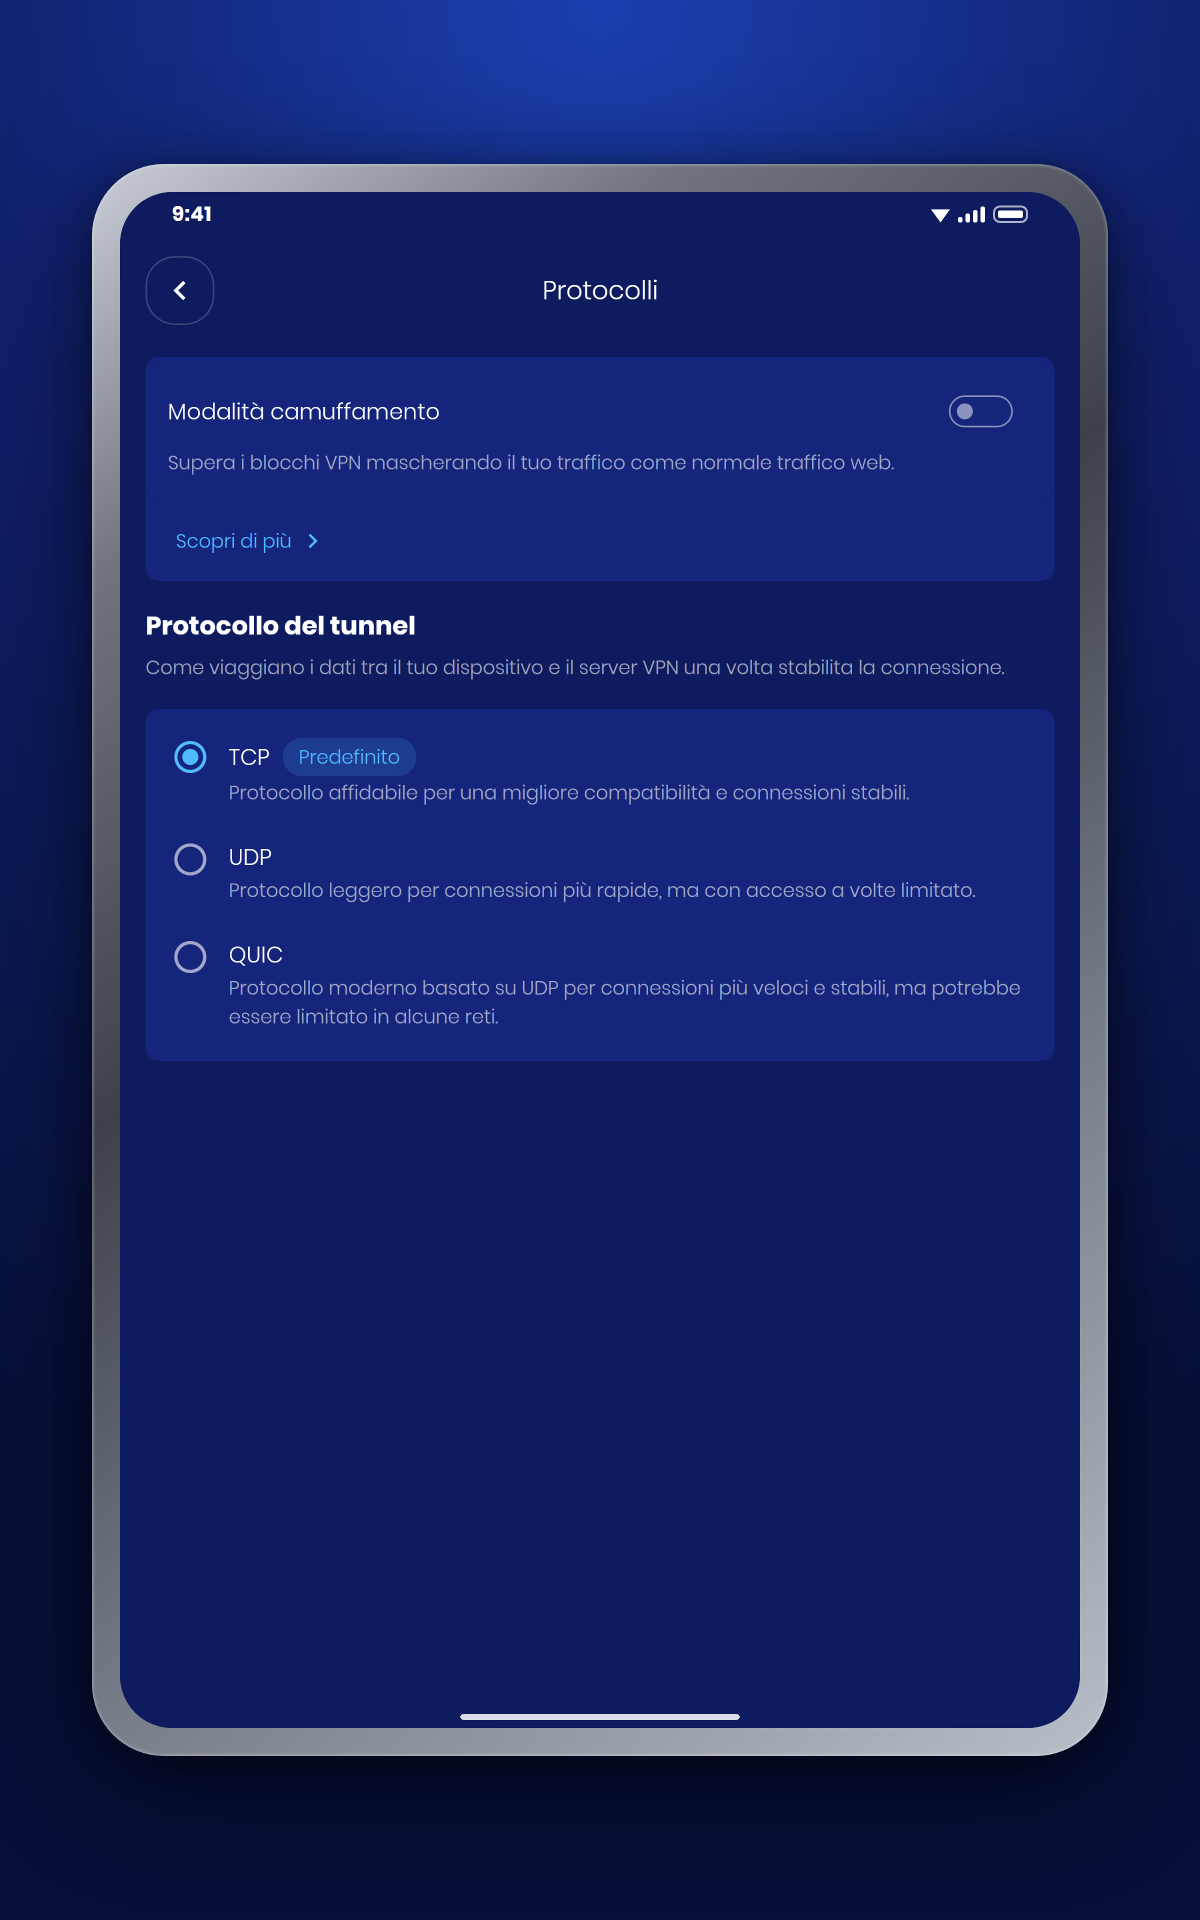 9:41
Protocolli
Modalità camuffamento
Supera i blocchi VPN mascherando il tuo traffico come normale traffico web.
Scopri di più
Protocollo del tunnel
Come viaggiano i dati tra il tuo dispositivo e il server VPN una volta stabilita la connessione.
TCP Predefinito
Protocollo affidabile per una migliore compatibilità e connessioni stabili.
UDP
Protocollo leggero per connessioni più rapide, ma con accesso a volte limitato.
QUIC
Protocollo moderno basato su UDP per connessioni più veloci e stabili, ma potrebbe
essere limitato in alcune reti.